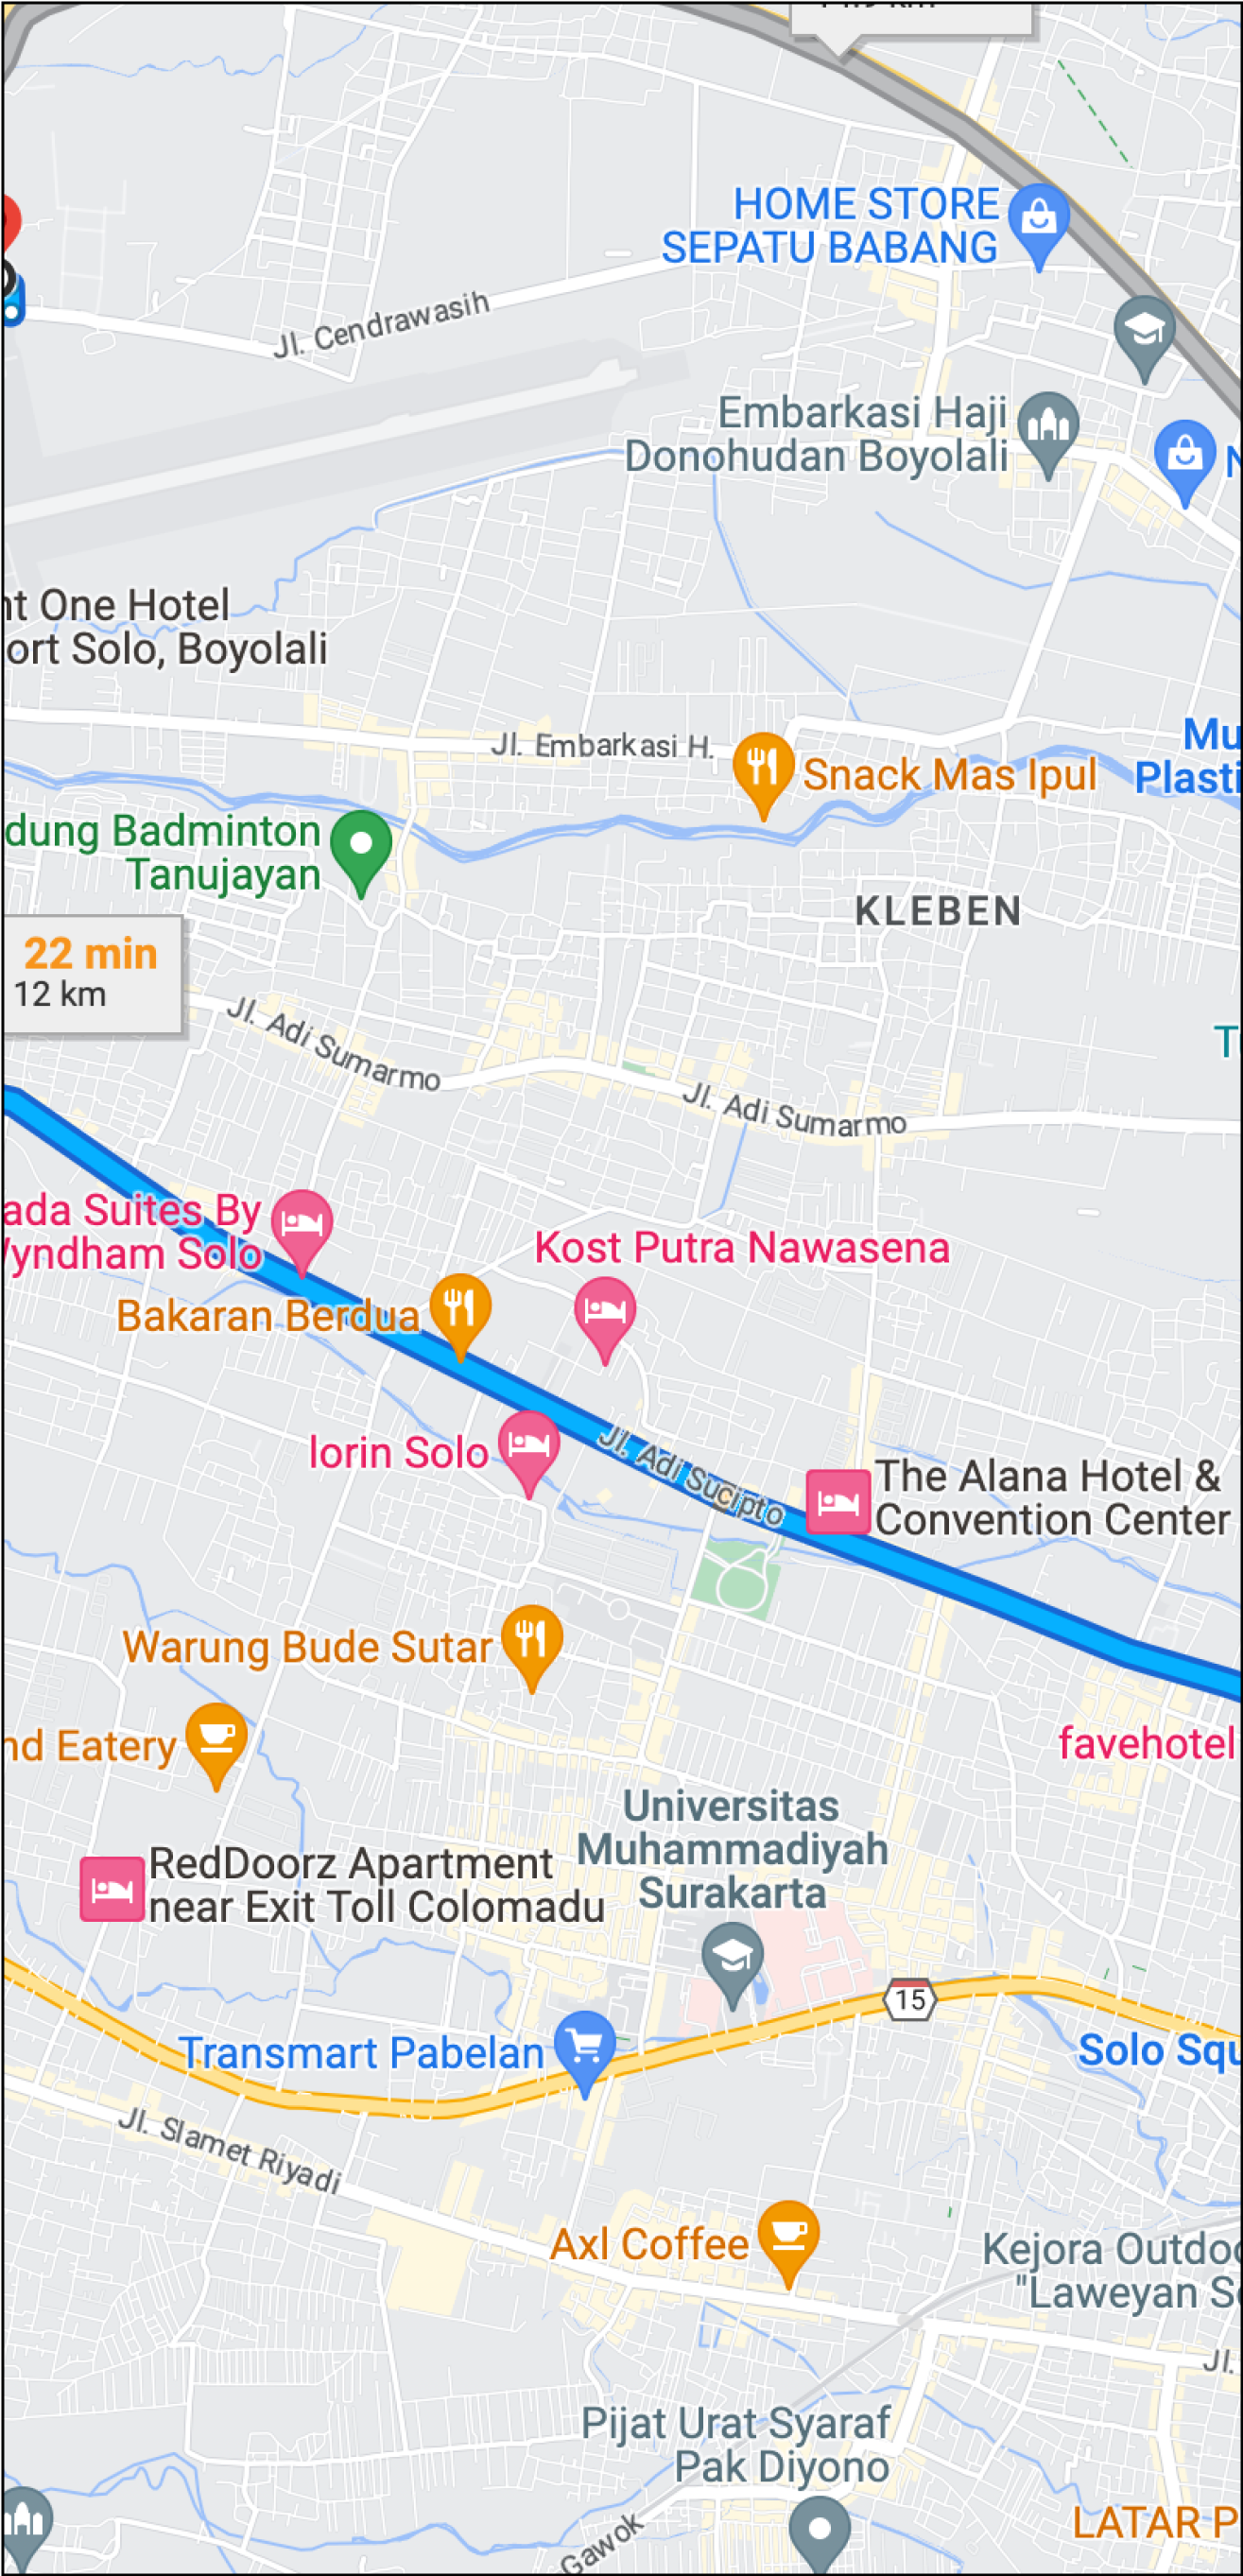 HOME STORE
SEPATU BABANG
Jl. Cendrawasih
Embarkasi Haji
Donohudan Boyolali
N
nt One Hotel
ort Solo, Boyolali
Jl. Embarkasi H.
Snack Mas Ipul
Mu
Plasti
dung Badminton
Tanujayan
KLEBEN
22 min
12 km
Jl. Adi Sumarmo
Jl. Adi Sumarmo
ada Suites By
yndham Solo
Kost Putra Nawasena
Bakaran Berdua
lorin Solo
Jl. Adi Sucipto
The Alana Hotel &
Convention Center
Warung Bude Sutar
nd Eatery
favehotel
Universitas
Muhammadiyah
Surakarta
RedDoorz Apartment
near Exit Toll Colomadu
15
Transmart Pabelan
Solo Squ
Jl. Slamet Riyadi
Axl Coffee
Kejora Outdoo
"Laweyan S
Jl.
Pijat Urat Syaraf
Pak Diyono
LATAR P
Gawok